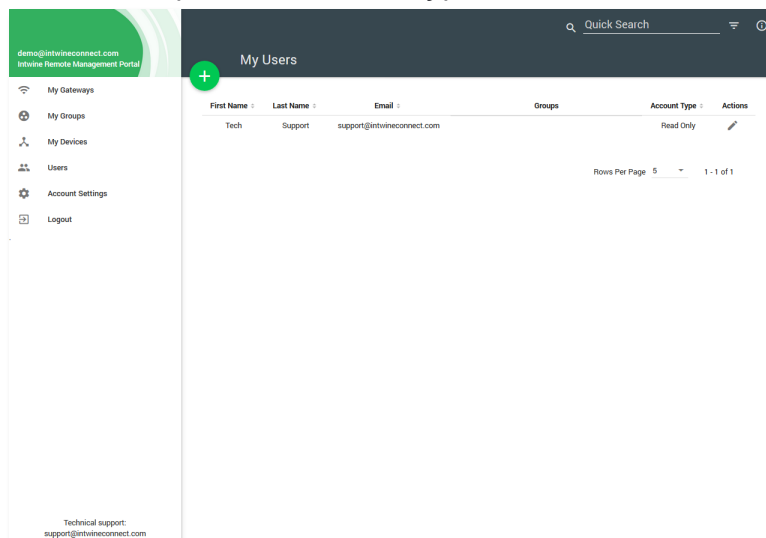 demo@intwineconnect.com
Intwine Remote Management Portal
My Gateways
My Groups
My Devices
Users
Account Settings
Logout
Technical support:
support@intwineconnect.com
Quick Search
My Users
+
First Name Last Name Email Groups Account Type Actions
Tech Support support@intwineconnect.com Read Only
Rows Per Page 5 1 - 1 of 1